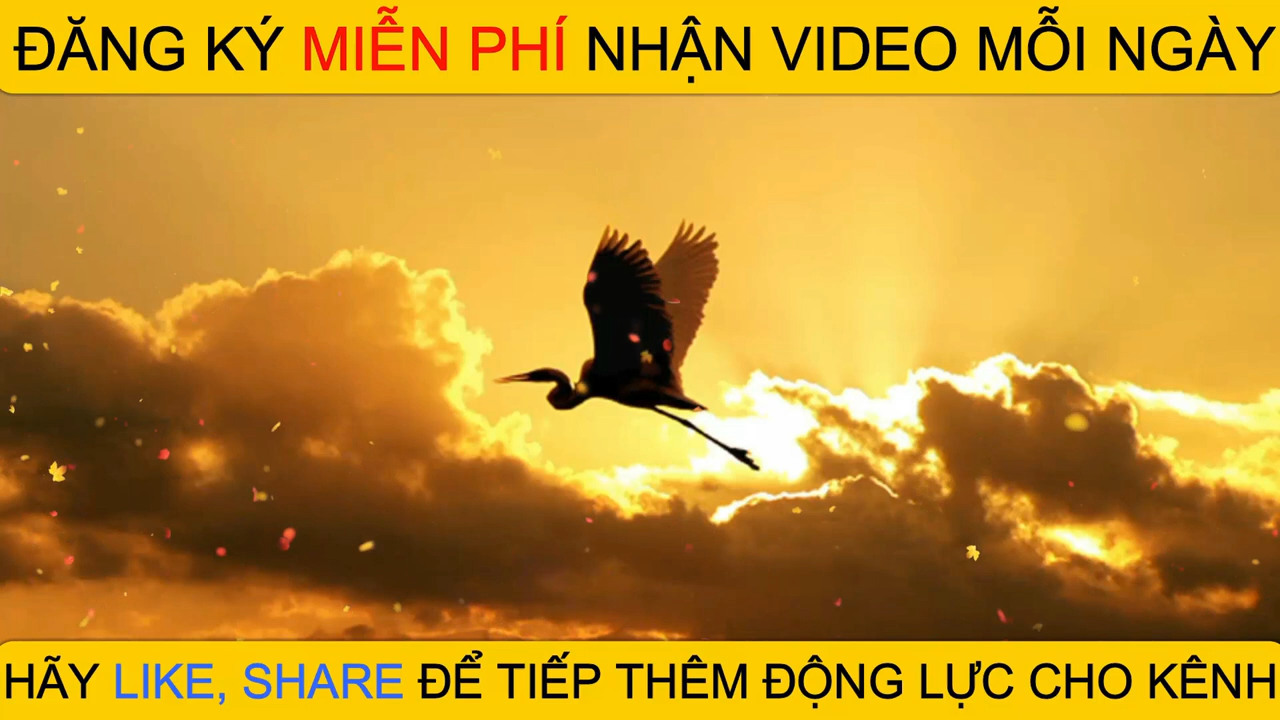 ĐĂNG KÝ MIỄN PHÍ NHẬN VIDEO MỖI NGÀY
HÃY LIKE, SHARE ĐỂ TIẾP THÊM ĐỘNG LỰC CHO KÊNH